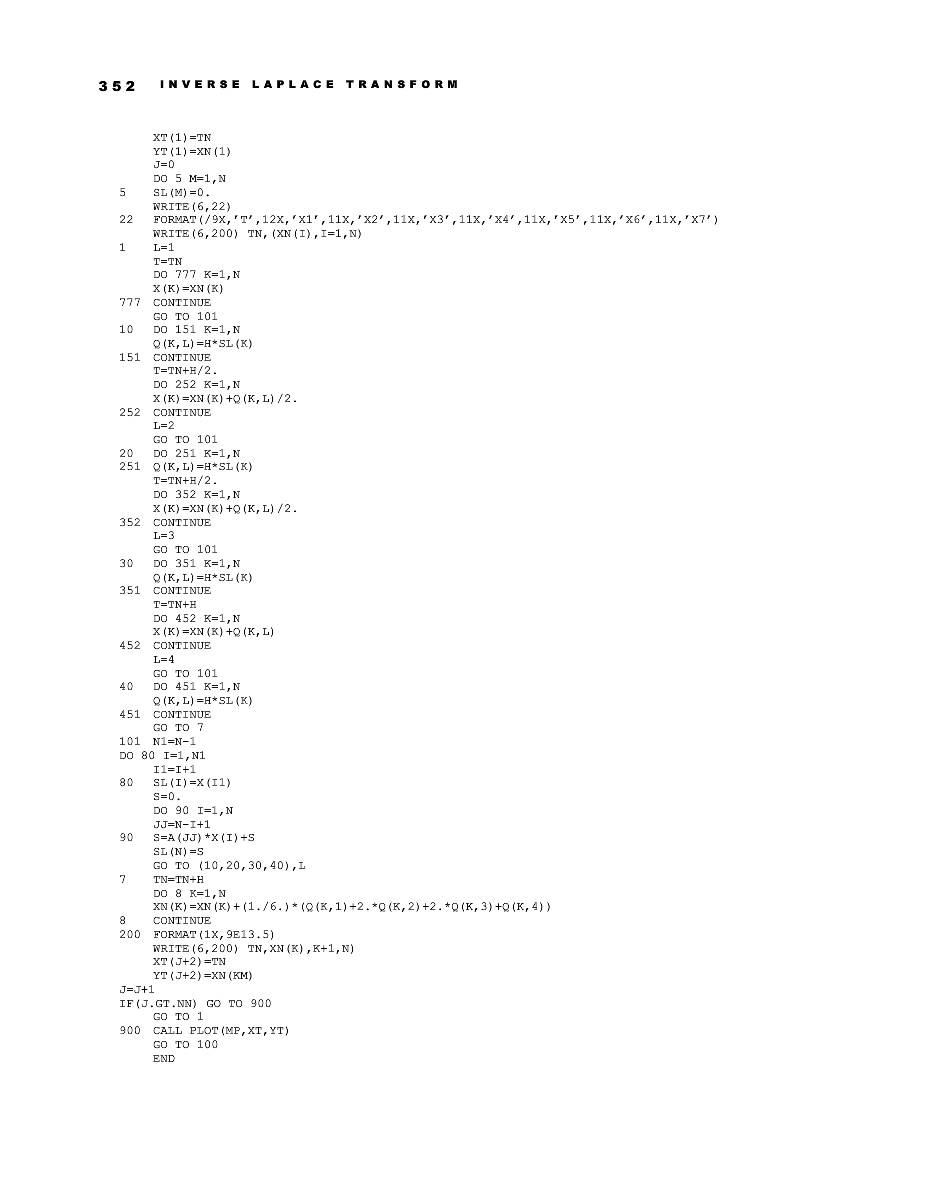 352 INVERSE LAPLACE TRANSFORM
XT(1)=TN
YT(1)=XN(1)
J=0
DO 5 M=1,N
5 SL(M)=0.
WRITE(6,22)
22 FORMAT(/9X,’T’,12X,’X1’,11X,’X2’,11X,’X3’,11X,’X4’,11X,’X5’,11X,’X6’,11X,’X7’)
WRITE(6,200) TN,(XN(I),I=1,N)
1 L=1
T=TN
DO 777 K=1,N
X(K)=XN(K)
777 CONTINUE
GO TO 101
10 DO 151 K=1,N
Q(K,L)=H*SL(K)
151 CONTINUE
T=TN+H/2.
DO 252 K=1,N
X(K)=XN(K)+Q(K,L)/2.
252 CONTINUE
L=2
GO TO 101
20 DO 251 K=1,N
251 Q(K,L)=H*SL(K)
T=TN+H/2.
DO 352 K=1,N
X(K)=XN(K)+Q(K,L)/2.
352 CONTINUE
L=3
GO TO 101
30 DO 351 K=1,N
Q(K,L)=H*SL(K)
351 CONTINUE
T=TN+H
DO 452 K=1,N
X(K)=XN(K)+Q(K,L)
452 CONTINUE
L=4
GO TO 101
40 DO 451 K=1,N
Q(K,L)=H*SL(K)
451 CONTINUE
GO TO 7
101 N1=N-1
DO 80 I=1,N1
I1=I+1
80 SL(I)=X(I1)
S=0.
DO 90 I=1,N
JJ=N-I+1
90 S=A(JJ)*X(I)+S
SL(N)=S
GO TO (10,20,30,40),L
7 TN=TN+H
DO 8 K=1,N
XN(K)=XN(K)+(1./6.)*(Q(K,1)+2.*Q(K,2)+2.*Q(K,3)+Q(K,4))
8 CONTINUE
200 FORMAT(1X,9E13.5)
WRITE(6,200) TN,XN(K),K+1,N)
XT(J+2)=TN
YT(J+2)=XN(KM)
J=J+1
IF(J.GT.NN) GO TO 900
GO TO 1
900 CALL PLOT(MP,XT,YT)
GO TO 100
END